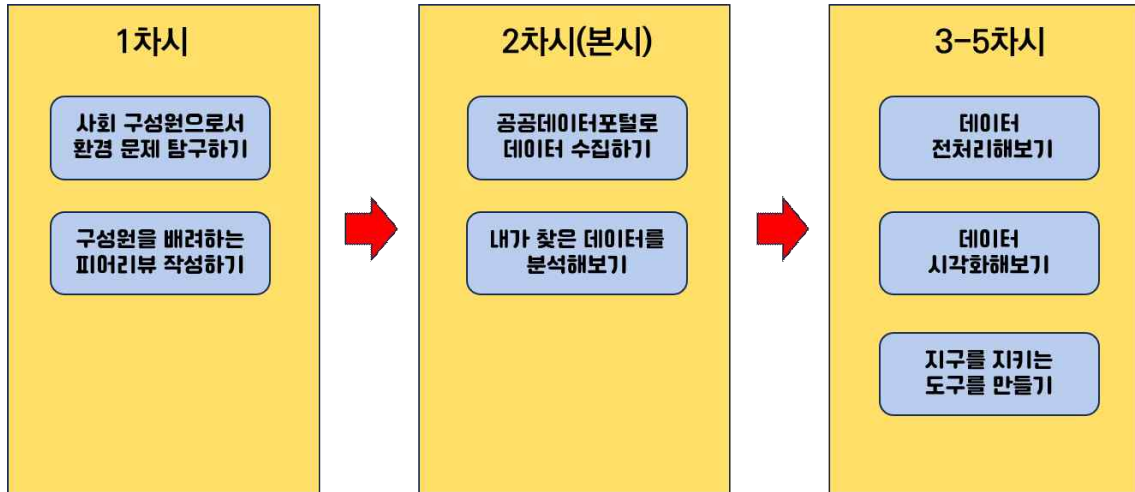 1차시
사회 구성원으로서
환경 문제 탐구하기
구성원을 배려하는
피어리뷰 작성하기
2차시(본시)
공공데이터포털로
데이터 수집하기
내가 찾은 데이터를
분석해보기
3-5차시
데이터
전처리해보기
데이터
시각화해보기
지구를 지키는
도구를 만들기